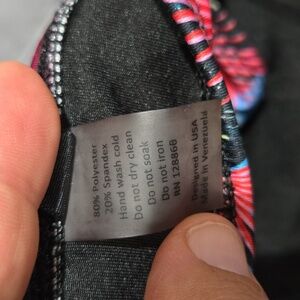 80% Polyester
20% Spandex
Hand wash cold
Do not dry clean
Do not soak
Do not iron
RN 128868
Designed in USA
Made in Venezuela